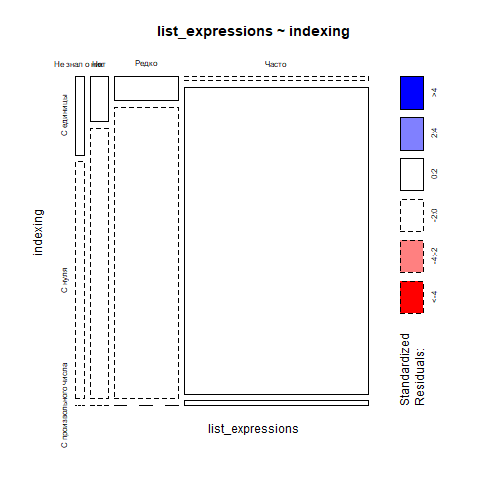 list_expressions ~ indexing
Не знал о них
Нет
Редко
Часто
С единицы
С нуля
С произвольного числа
indexing
list_expressions
>4
2:4
0:2
-2:0
-4:-2
<-4
Standardized
Residuals: